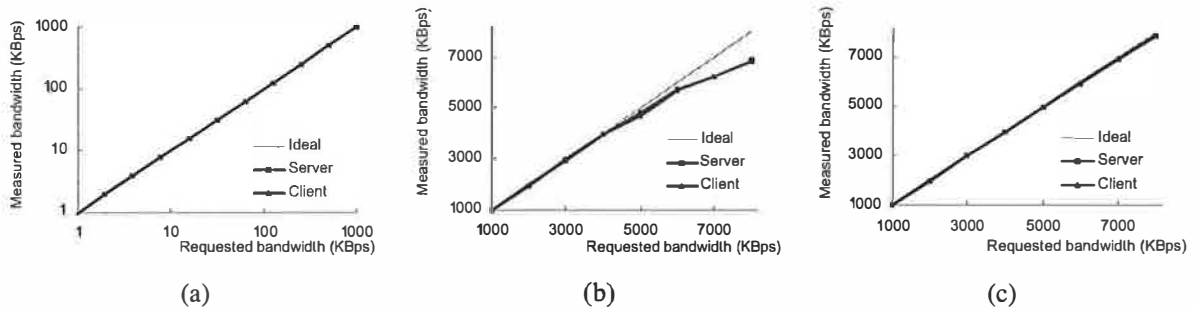 Measured bandwidth (KBps)
1000
100
10
1
1 10 100 1000
Requested bandwidth (KBps)
Ideal
Server
Client
(a)
Measured bandwidth (KBps)
7000
5000
3000
1000
1000 3000 5000 7000
Requested bandwidth (KBps)
Ideal
Server
Client
(b)
Measured bandwidth (KBps)
7000
5000
3000
1000
1000 3000 5000 7000
Requested bandwidth (KBps)
Ideal
Server
Client
(c)